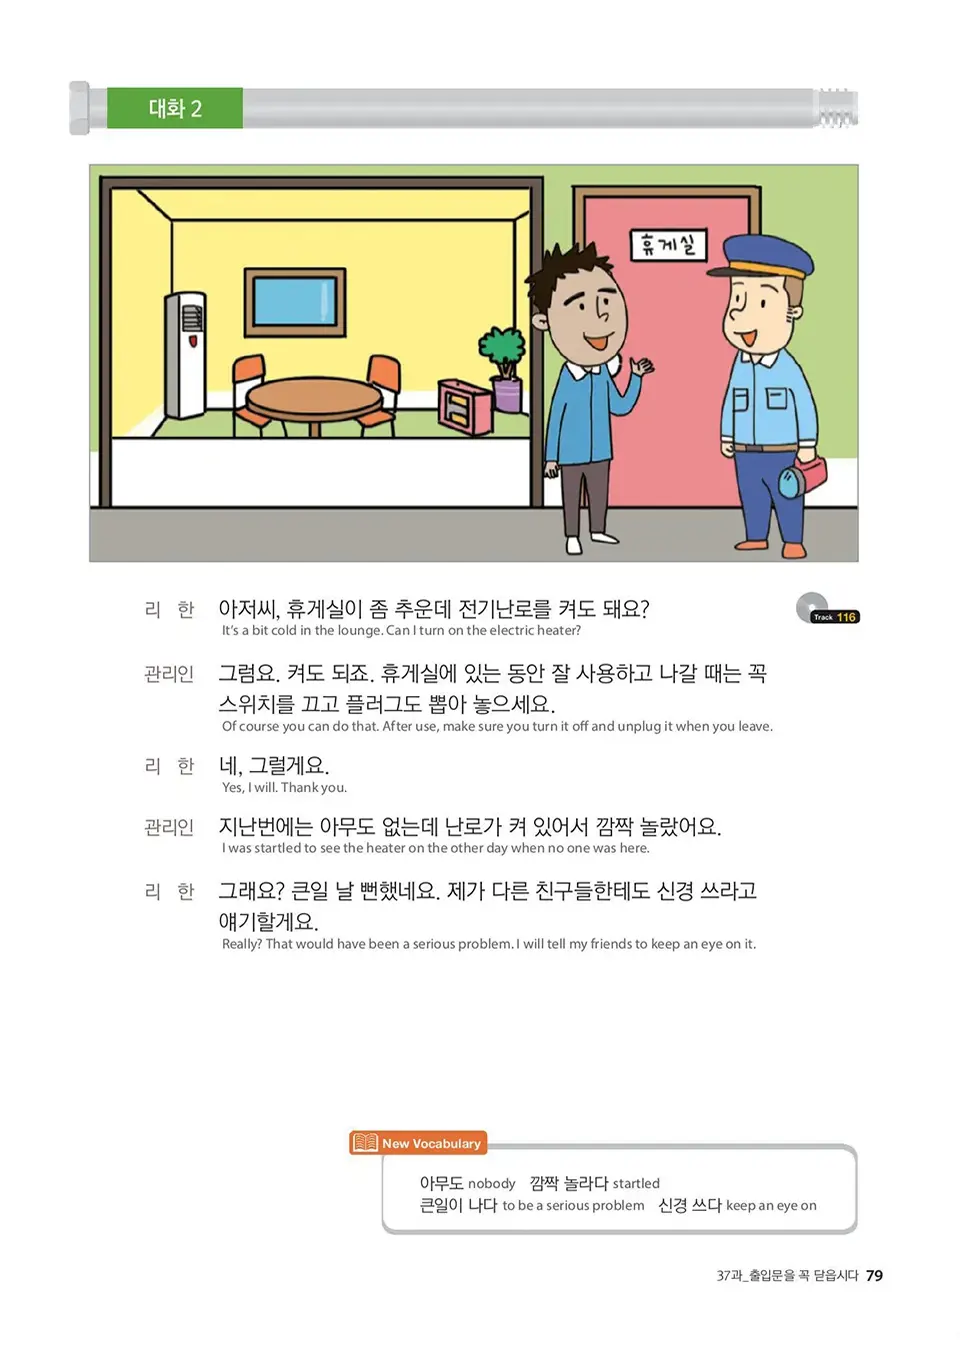 대화 2
휴게실
리 한 아저씨, 휴게실이 좀 추운데 전기난로를 켜도 돼요?
It's a bit cold in the lounge. Can I turn on the electric heater?
Track 116
관리인 그럼요. 켜도 되죠. 휴게실에 있는 동안 잘 사용하고 나갈 때는 꼭
스위치를 끄고 플러그도 뽑아 놓으세요.
Of course you can do that. After use, make sure you turn it off and unplug it when you leave.
리 한 네, 그럴게요.
Yes, I will. Thank you.
관리인 지난번에는 아무도 없는데 난로가 켜 있어서 깜짝 놀랐어요.
I was startled to see the heater on the other day when no one was here.
리 한 그래요? 큰일 날 뻔했네요. 제가 다른 친구들한테도 신경 쓰라고
얘기할게요.
Really? That would have been a serious problem. I will tell my friends to keep an eye on it.
New Vocabulary
아무도 nobody 깜짝 놀라다 startled
큰일이 나다 to be a serious problem 신경 쓰다 keep an eye on
37과_출입문을 꼭 닫읍시다 79